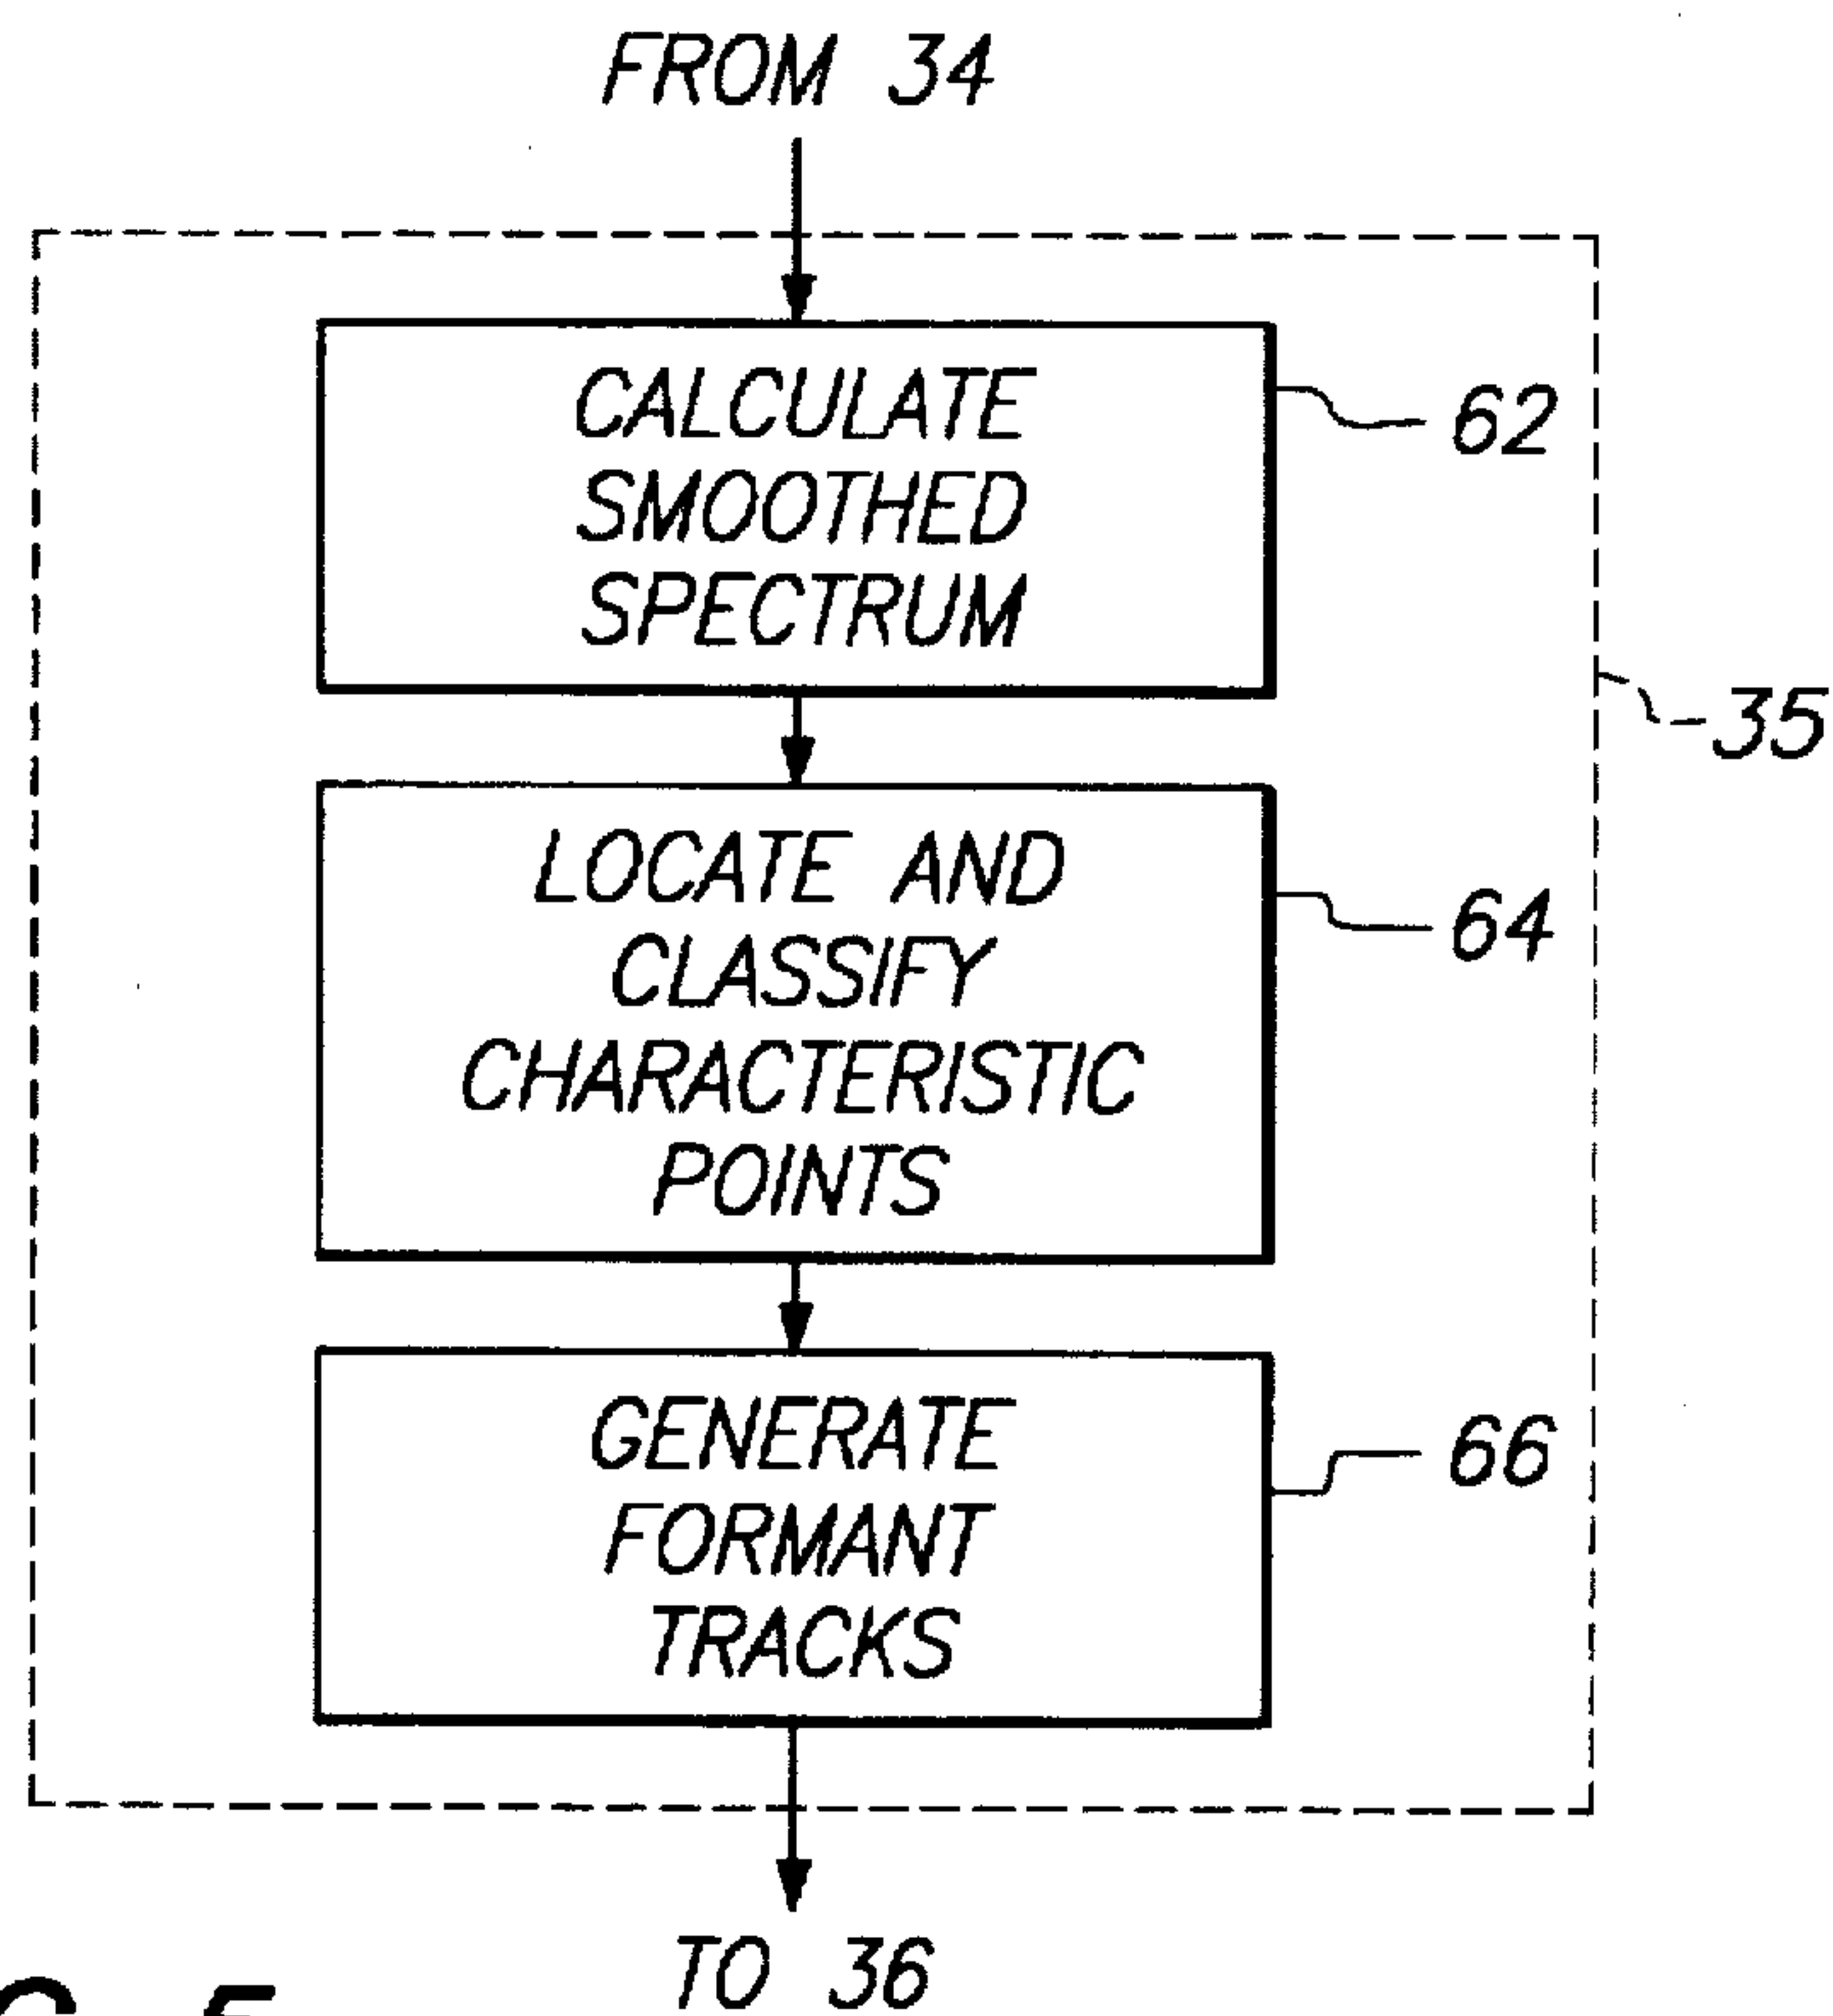 FROM 34
CALCULATE
SMOOTHED
SPECTRUM
62
35
LOCATE AND
CLASSIFY
CHARACTERISTIC
POINTS
64
GENERATE
FORMANT
TRACKS
66
TO 36